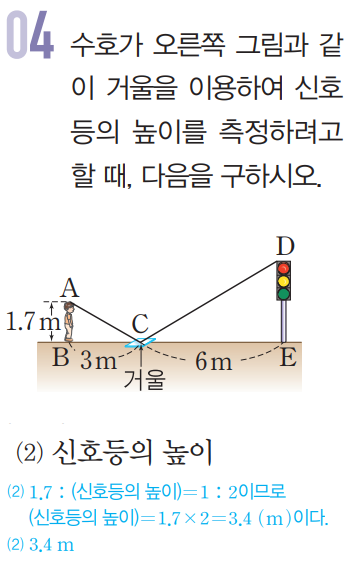 04 수호가 오른쪽 그림과 같
이 거울을 이용하여 신호
등의 높이를 측정하려고
할 때, 다음을 구하시오.
D
A
1.7 m
C
B 3 m 6 m E
거울
(2) 신호등의 높이
(2) 1.7 : (신호등의 높이)=1 : 2이므로
(신호등의 높이)=1.7×2=3.4 (m)이다.
(2) 3.4 m